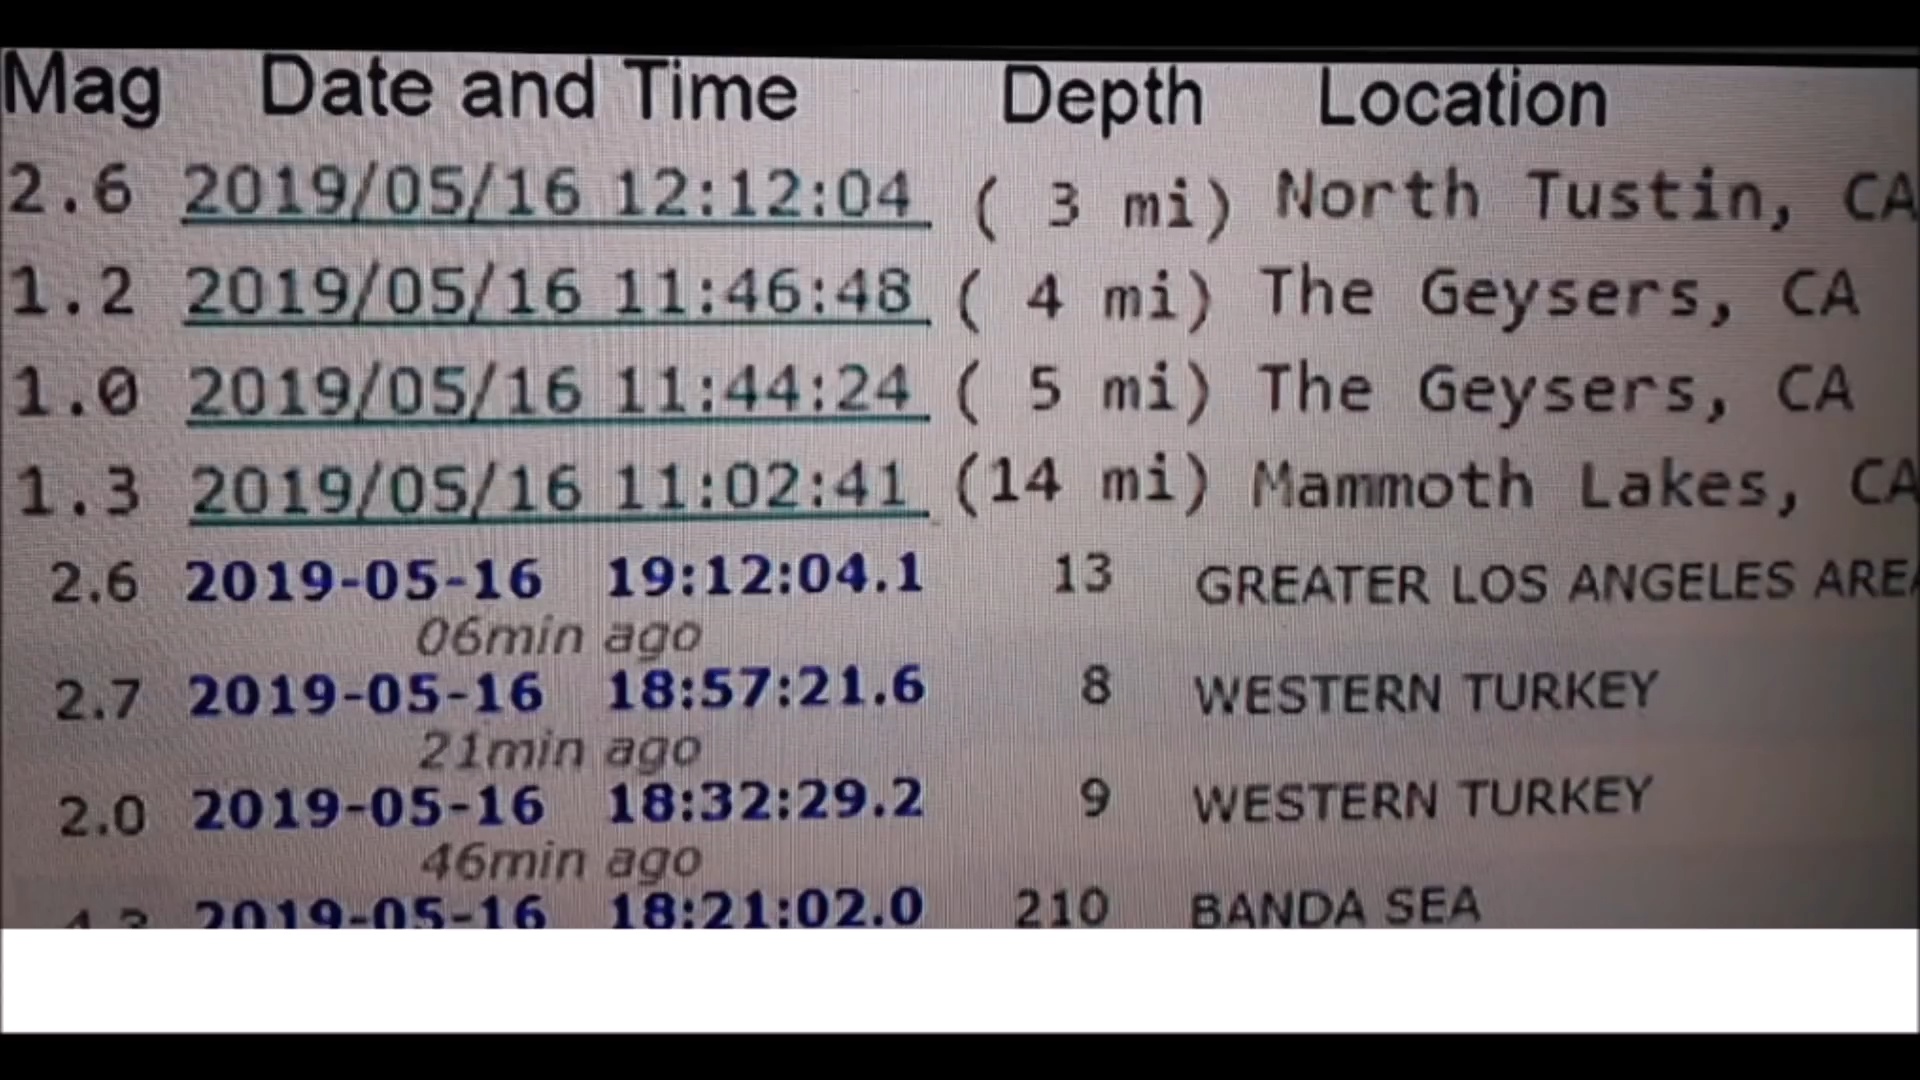 Mag Date and Time Depth Location
2.6 2019/05/16 12:12:04 ( 3 mi) North Tustin, CA
1.2 2019/05/16 11:46:48 ( 4 mi) The Geysers, CA
1.0 2019/05/16 11:44:24 ( 5 mi) The Geysers, CA
1.3 2019/05/16 11:02:41 (14 mi) Mammoth Lakes, CA
2.6 2019-05-16 19:12:04.1 13 GREATER LOS ANGELES AREA
06min ago
2.7 2019-05-16 18:57:21.6 8 WESTERN TURKEY
21min ago
2.0 2019-05-16 18:32:29.2 9 WESTERN TURKEY
46min ago
2019-05-16 18:21:02.0 210 BANDA SEA